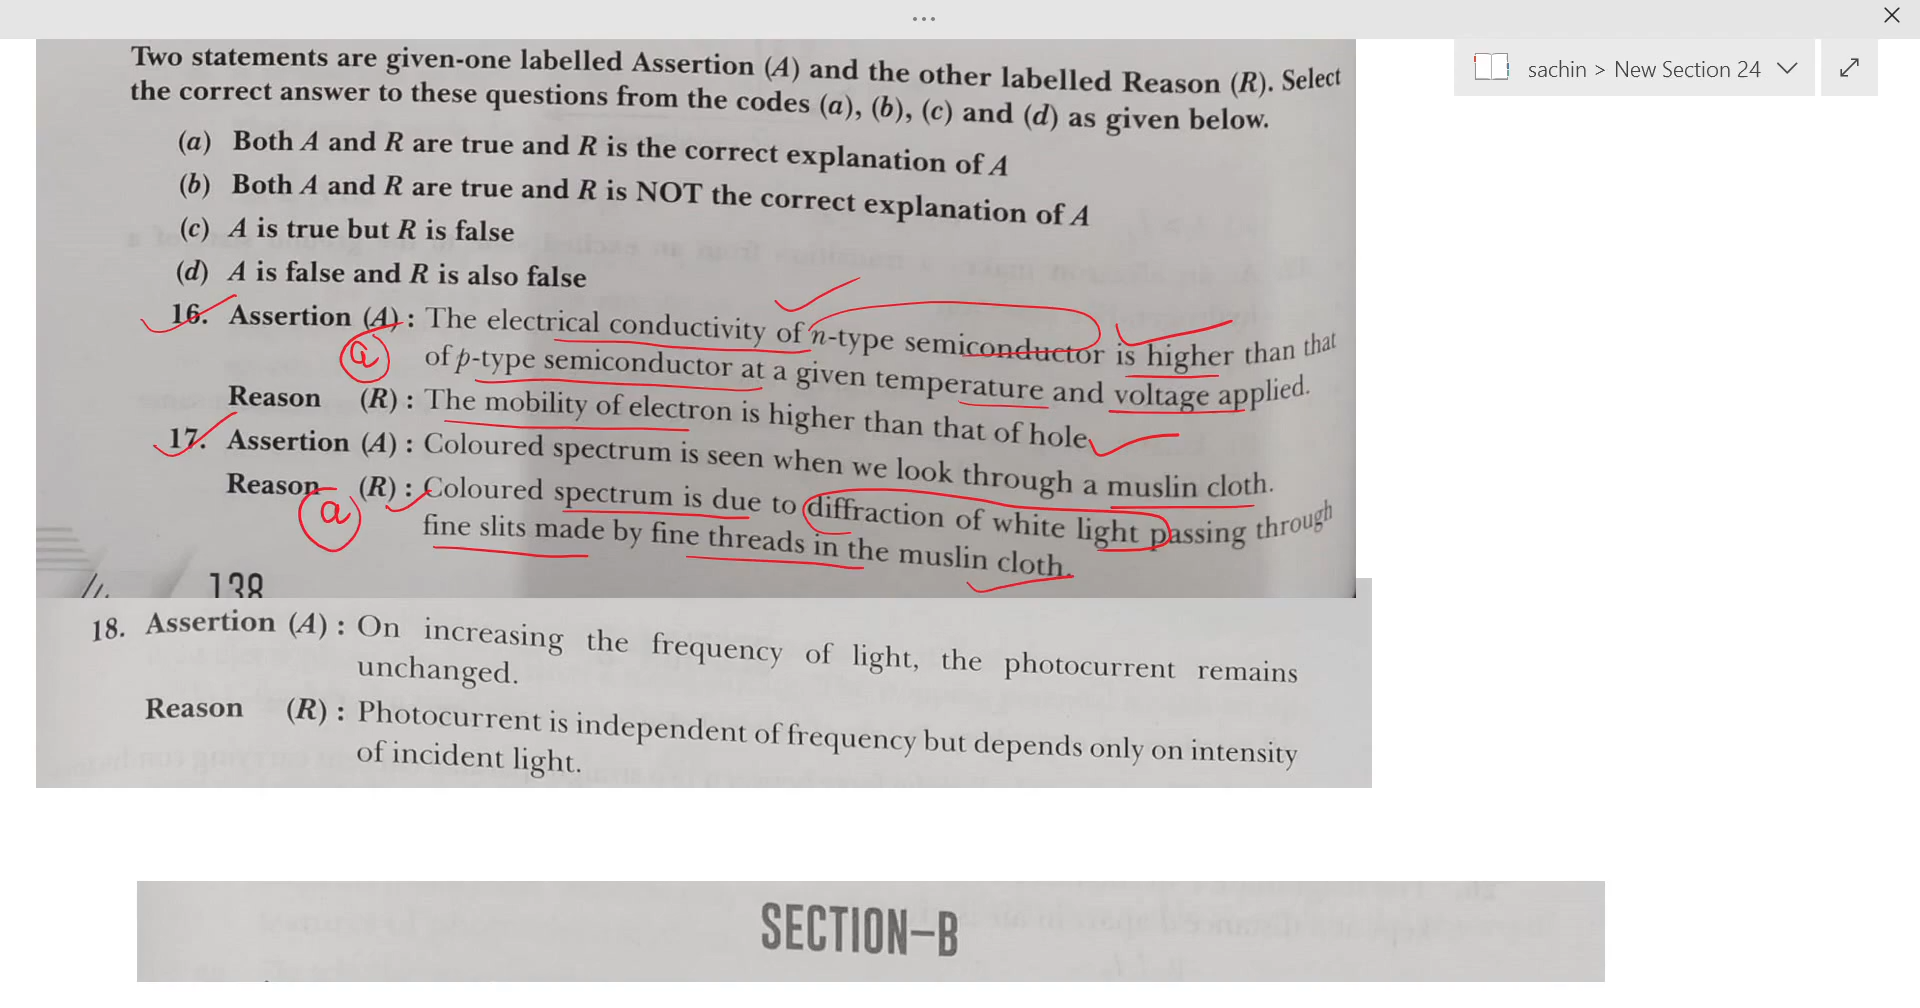 sachin > New Section 24
Two statements are given-one labelled Assertion (A) and the other labelled Reason (R). Select
the correct answer to these questions from the codes (a), (b), (c) and (d) as given below.
(a) Both A and R are true and R is the correct explanation of A
(b) Both A and R are true and R is NOT the correct explanation of A
(c) A is true but R is false
(d) A is false and R is also false
16. Assertion (A) : The electrical conductivity of n-type semiconductor is higher than that
a of p-type semiconductor at a given temperature and voltage applied.
Reason (R) : The mobility of electron is higher than that of hole.
17. Assertion (A) : Coloured spectrum is seen when we look through a muslin cloth.
Reason (R) : Coloured spectrum is due to diffraction of white light passing through
a fine slits made by fine threads in the muslin cloth.
138
18. Assertion (A) : On increasing the frequency of light, the photocurrent remains
unchanged.
Reason (R) : Photocurrent is independent of frequency but depends only on intensity
of incident light.
SECTION-B